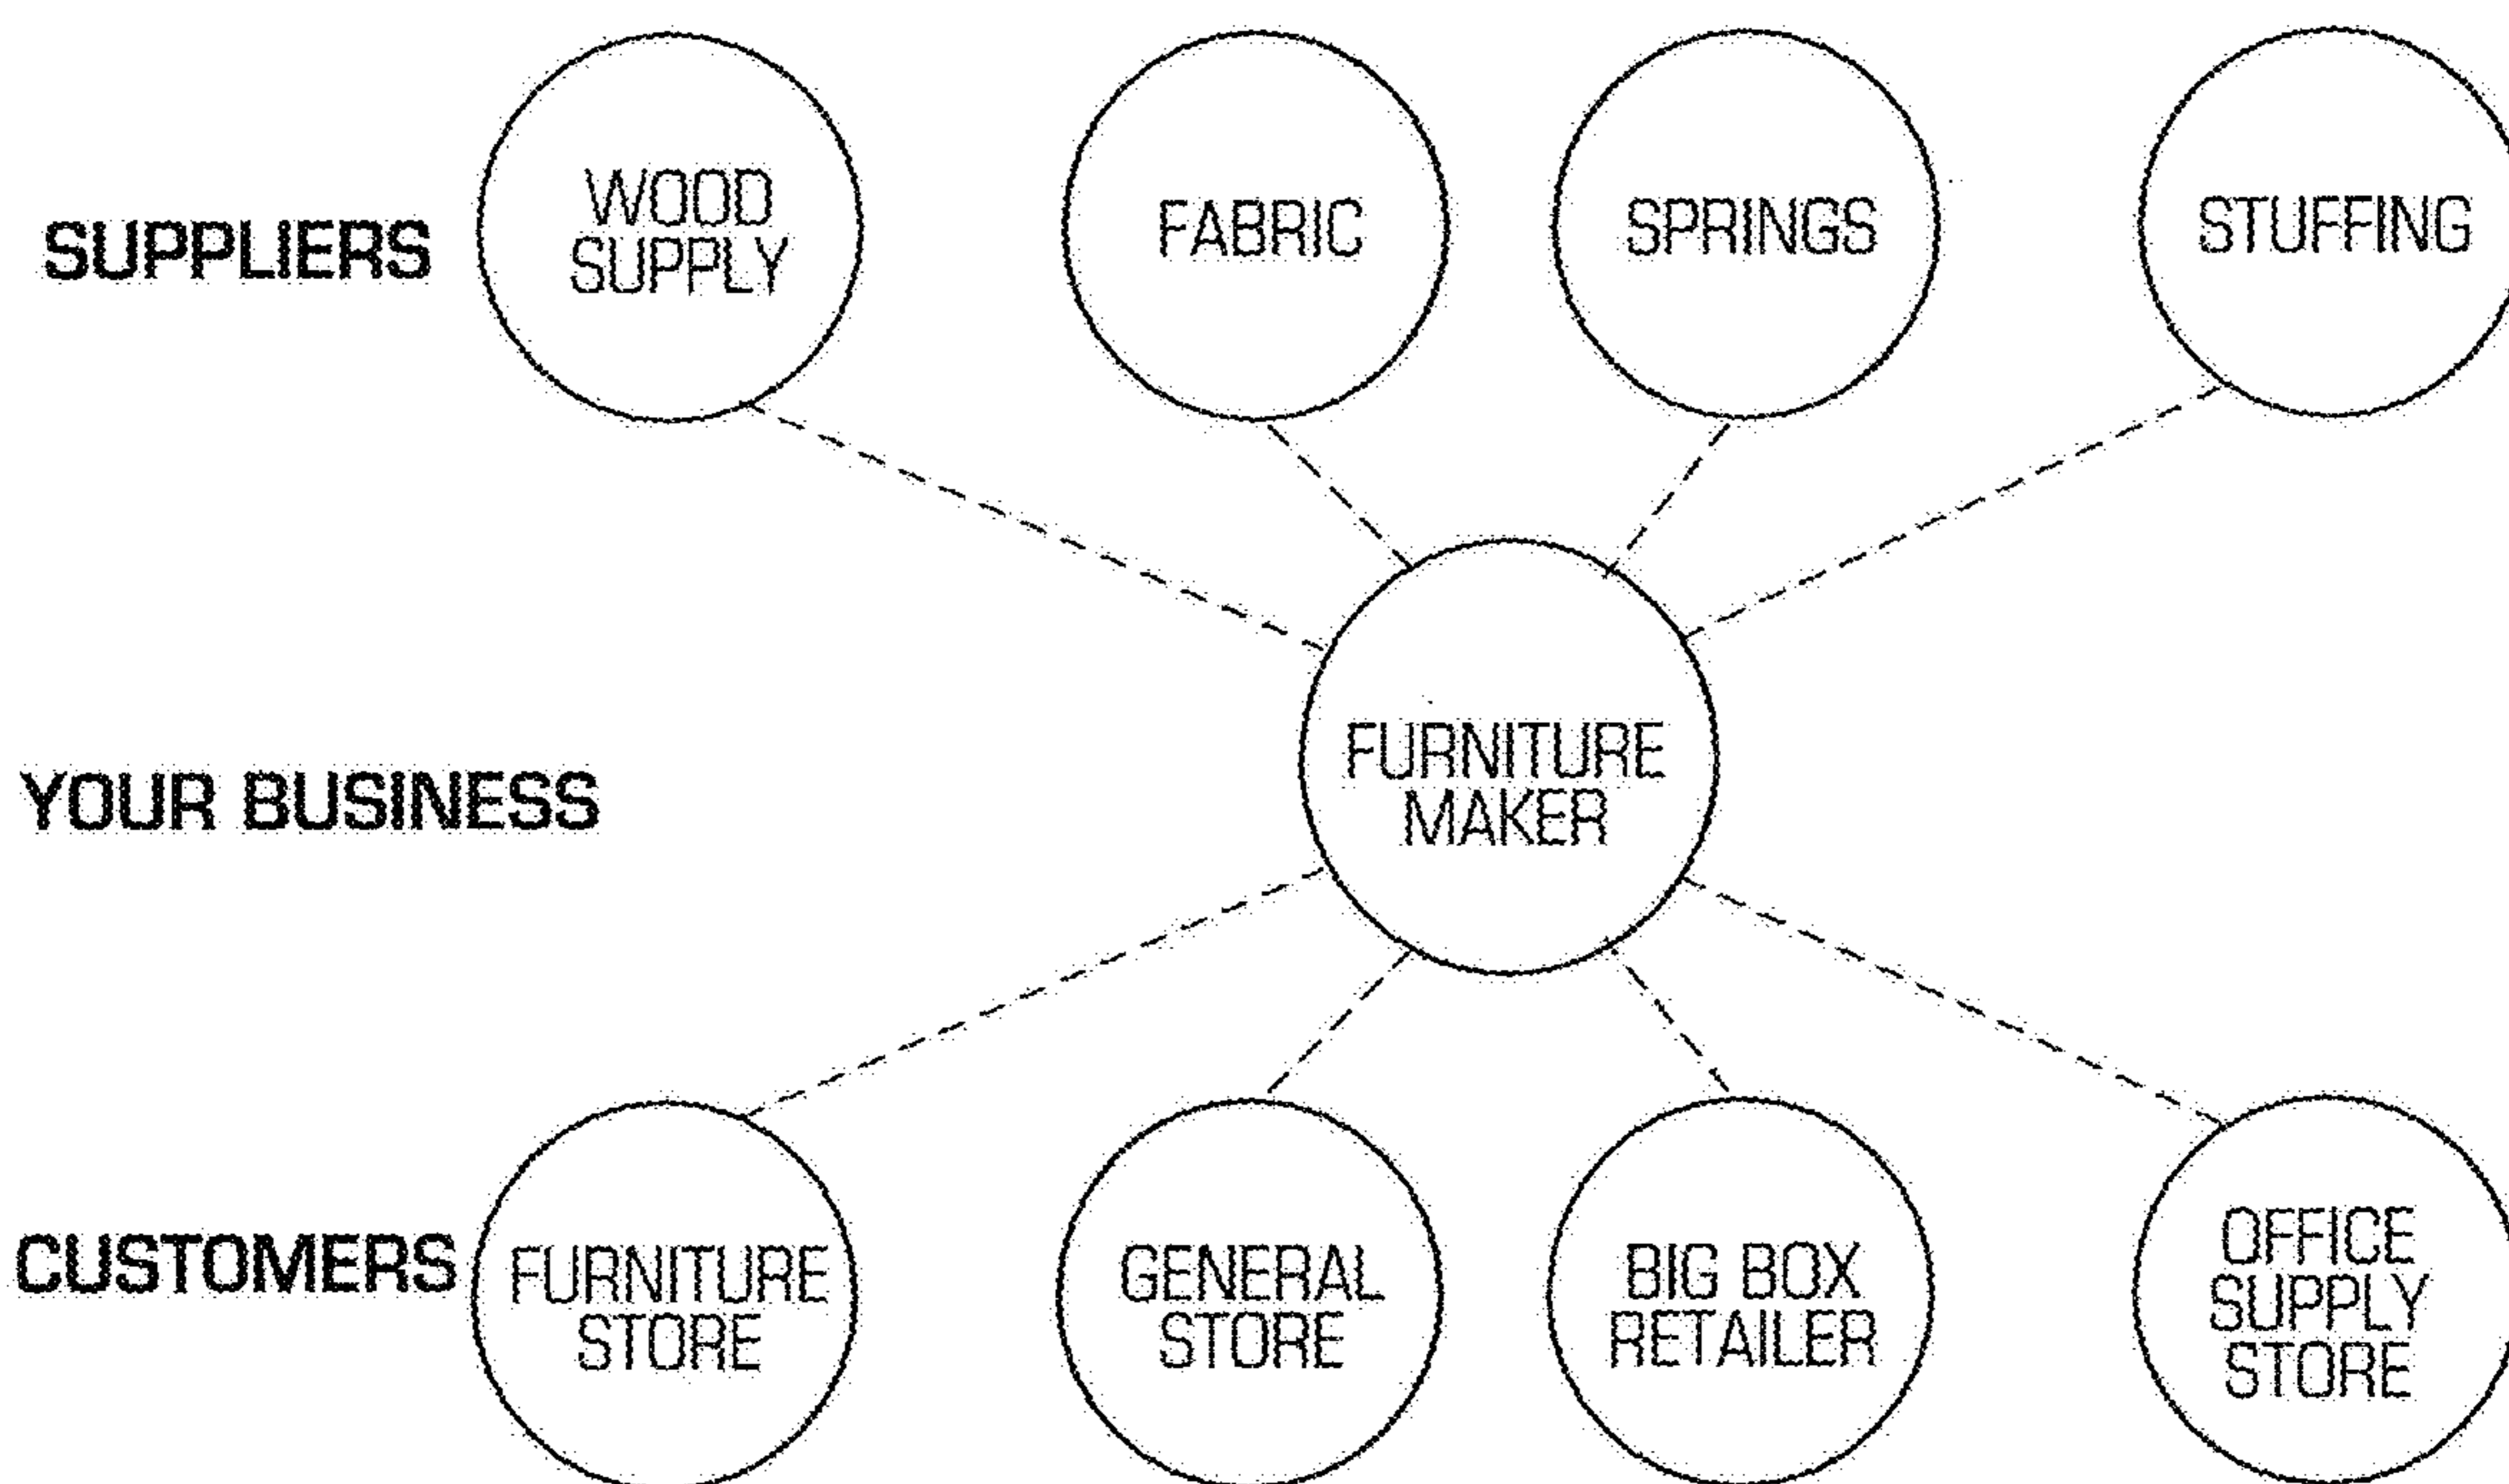 SUPPLIERS
WOOD
SUPPLY
FABRIC
SPRINGS
STUFFING
YOUR BUSINESS
FURNITURE
MAKER
CUSTOMERS
FURNITURE
STORE
GENERAL
STORE
BIG BOX
RETAILER
OFFICE
SUPPLY
STORE